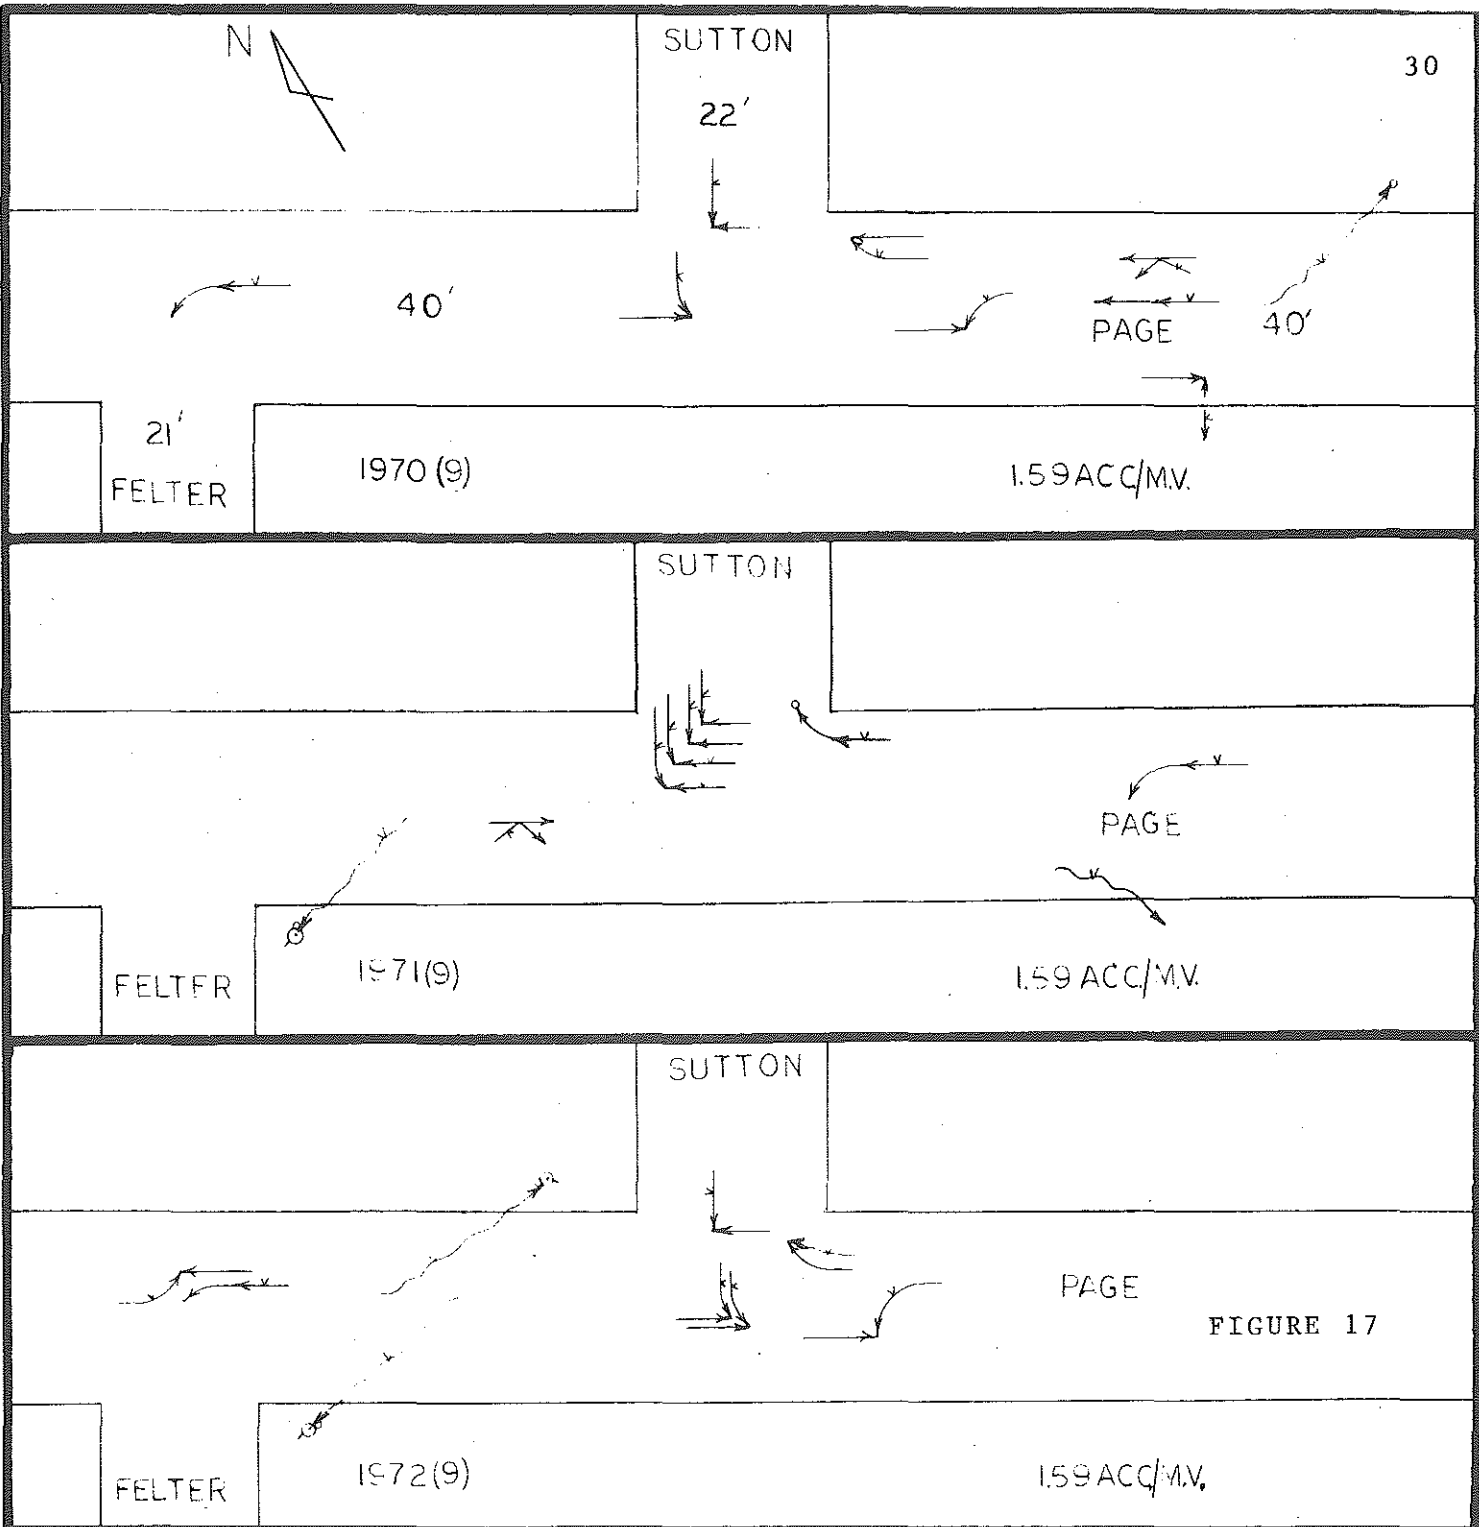 N
SUTTON
30
22'
40'
PAGE
40'
21'
FELTER
1970 (9)
1.59 ACC/M.V.
SUTTON
PAGE
FELTER
1971(9)
1.59 ACC/M.V.
SUTTON
PAGE
FIGURE 17
FELTER
1972(9)
1.59 ACC/M.V.